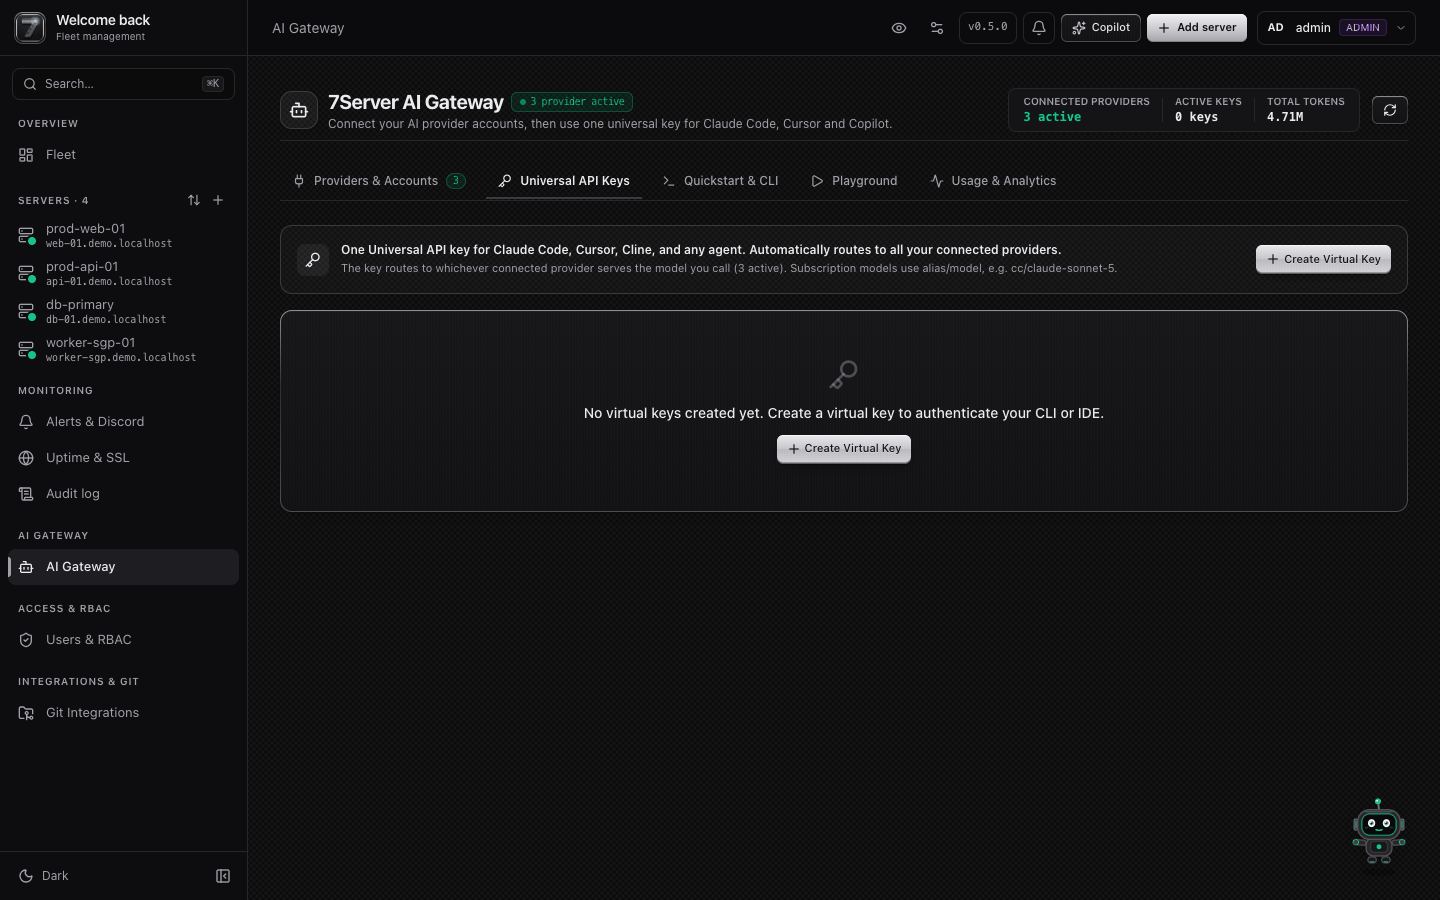 7
Welcome back
Fleet management
Search...
⌘K
OVERVIEW
Fleet
SERVERS · 4
prod-web-01
web-01.demo.localhost
prod-api-01
api-01.demo.localhost
db-primary
db-01.demo.localhost
worker-sgp-01
worker-sgp.demo.localhost
MONITORING
Alerts & Discord
Uptime & SSL
Audit log
AI GATEWAY
AI Gateway
ACCESS & RBAC
Users & RBAC
INTEGRATIONS & GIT
Git Integrations
Dark
AI Gateway
v0.5.0
Copilot
Add server
AD admin ADMIN
7Server AI Gateway
3 provider active
Connect your AI provider accounts, then use one universal key for Claude Code, Cursor and Copilot.
CONNECTED PROVIDERS
3 active
ACTIVE KEYS
0 keys
TOTAL TOKENS
4.71M
Providers & Accounts 3
Universal API Keys
Quickstart & CLI
Playground
Usage & Analytics
One Universal API key for Claude Code, Cursor, Cline, and any agent. Automatically routes to all your connected providers.
The key routes to whichever connected provider serves the model you call (3 active). Subscription models use alias/model, e.g. cc/claude-sonnet-5.
Create Virtual Key
No virtual keys created yet. Create a virtual key to authenticate your CLI or IDE.
Create Virtual Key